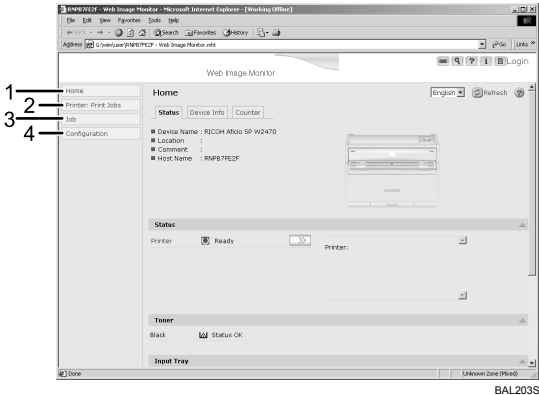 RNPB7FE2F - Web Image Monitor - Microsoft Internet Explorer - [Working Offline]
File Edit View Favorites Tools Help
Back Search Favorites History
Address G:\wim\user\RNPB7FE2F - Web Image Monitor.mht Go Links »
Web Image Monitor Login
1 Home
2 Printer: Print Jobs
3 Job
4 Configuration
Home English Refresh
Status Device Info Counter
Device Name : RICOH Aficio SP W2470
Location :
Comment :
Host Name : RNPB7FE2F
Status
Printer Ready Printer:
Toner
Black Status OK
Input Tray
Done Unknown Zone (Mixed)
BAL203S